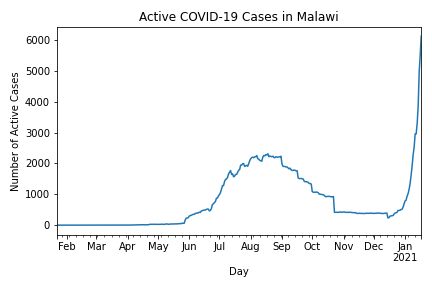 Active COVID-19 Cases in Malawi
Number of Active Cases
6000
5000
4000
3000
2000
1000
0
Feb Mar Apr May Jun Jul Aug Sep Oct Nov Dec Jan
2021
Day